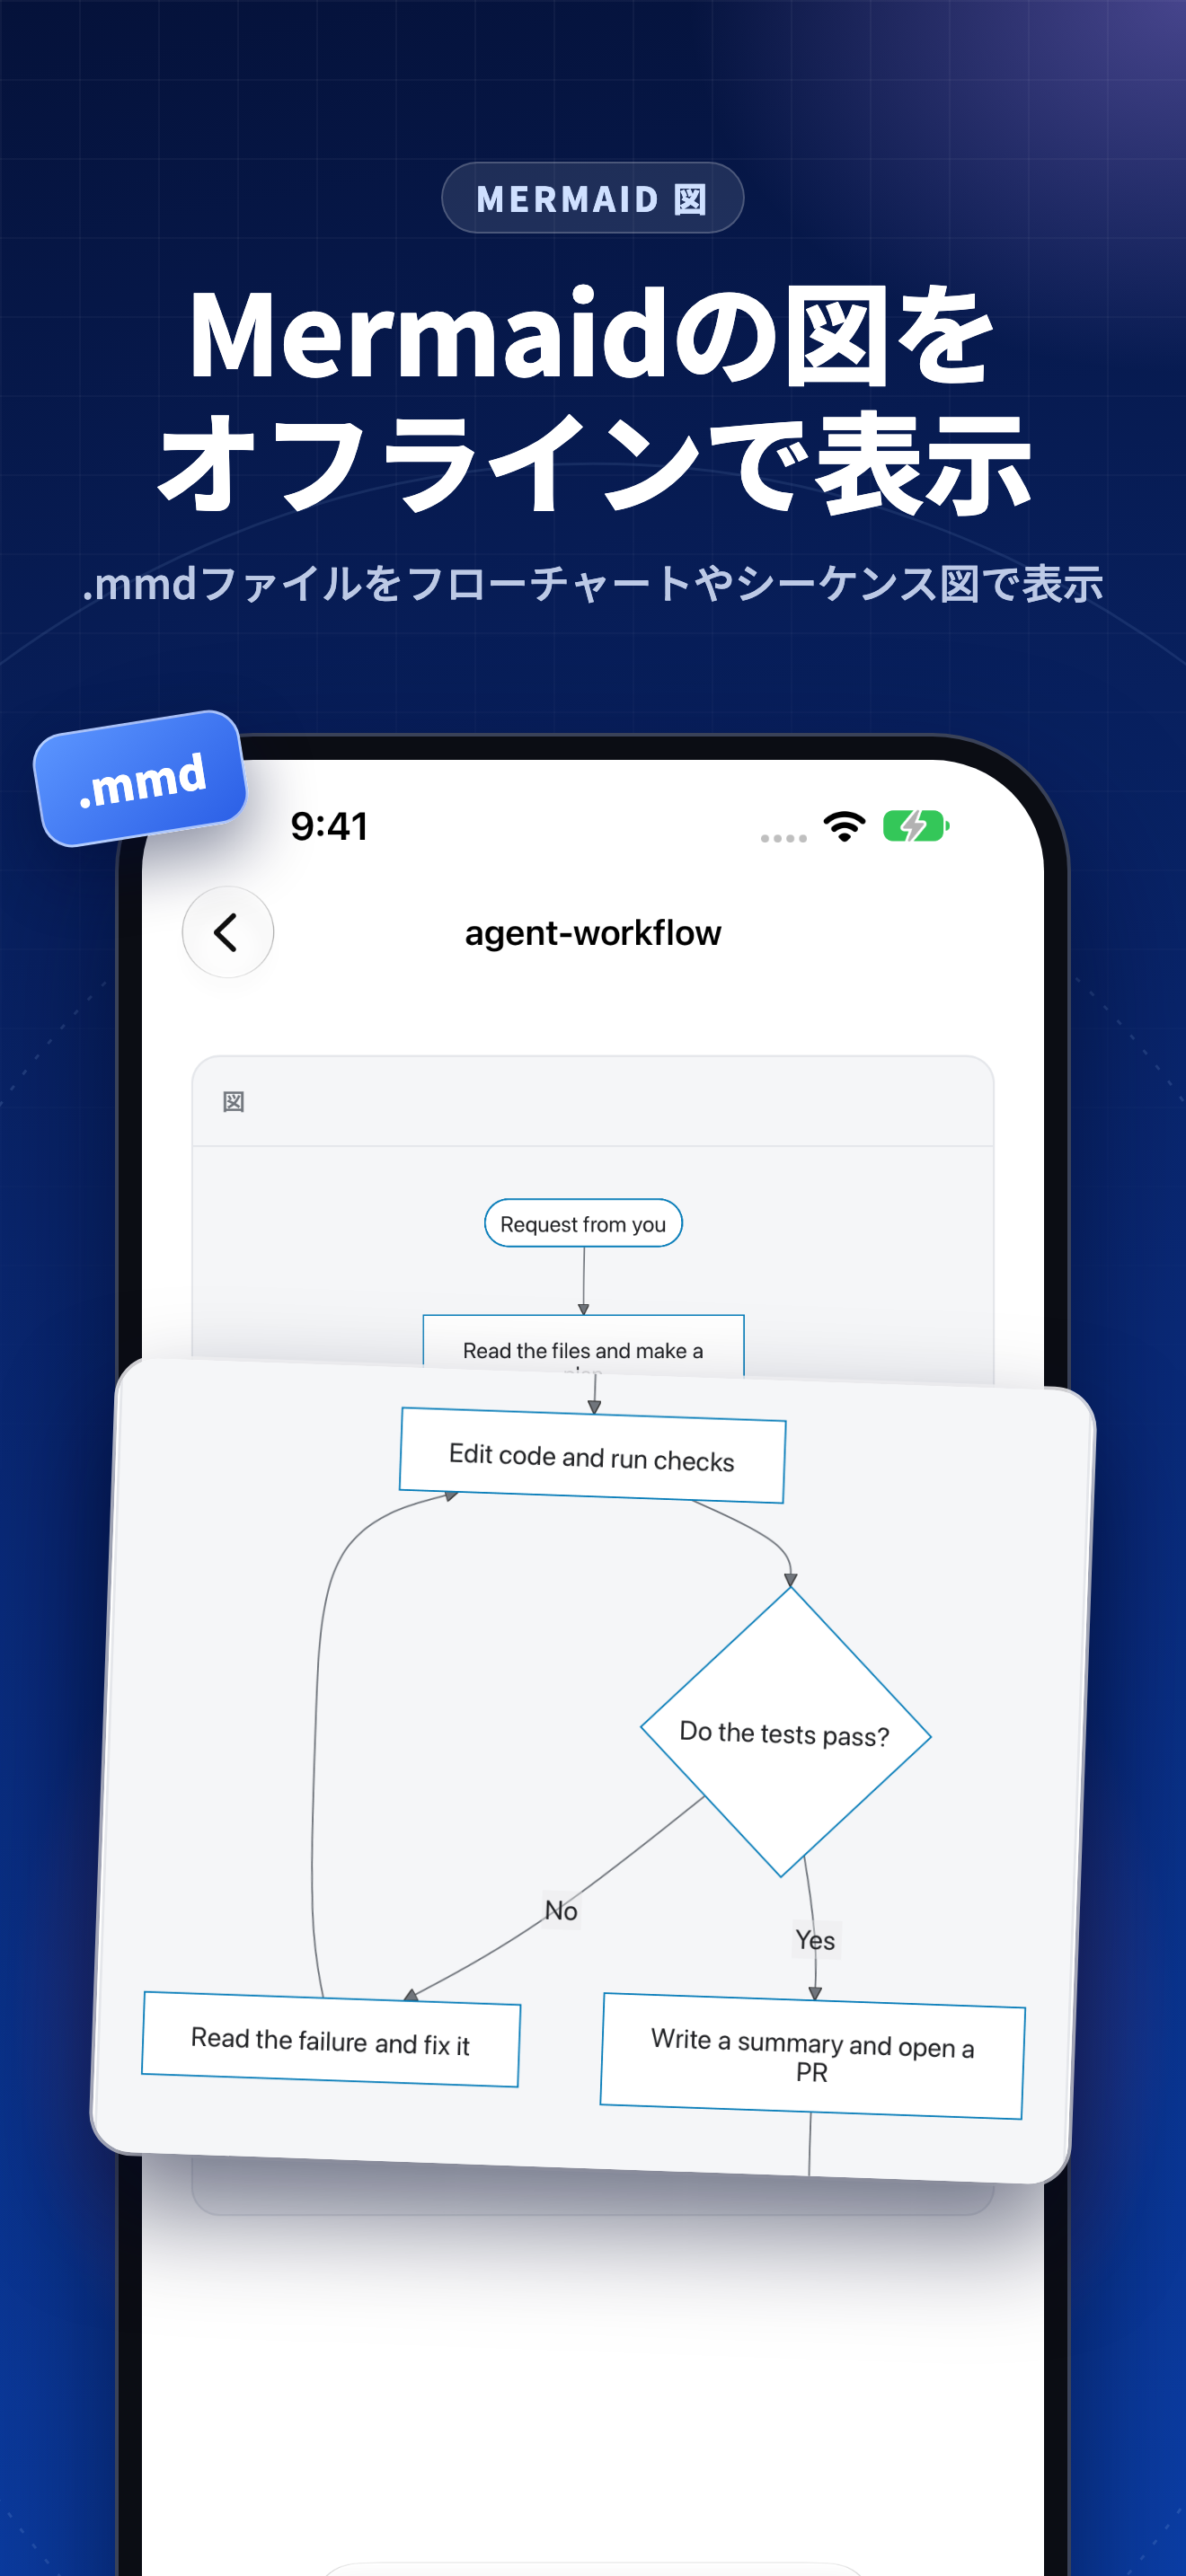 MERMAID 図
Mermaidの図を
オフラインで表示
.mmdファイルをフローチャートやシーケンス図で表示
.mmd
9:41
agent-workflow
図
Request from you
Read the files and make a
Edit code and run checks
Do the tests pass?
No
Yes
Read the failure and fix it
Write a summary and open a
PR